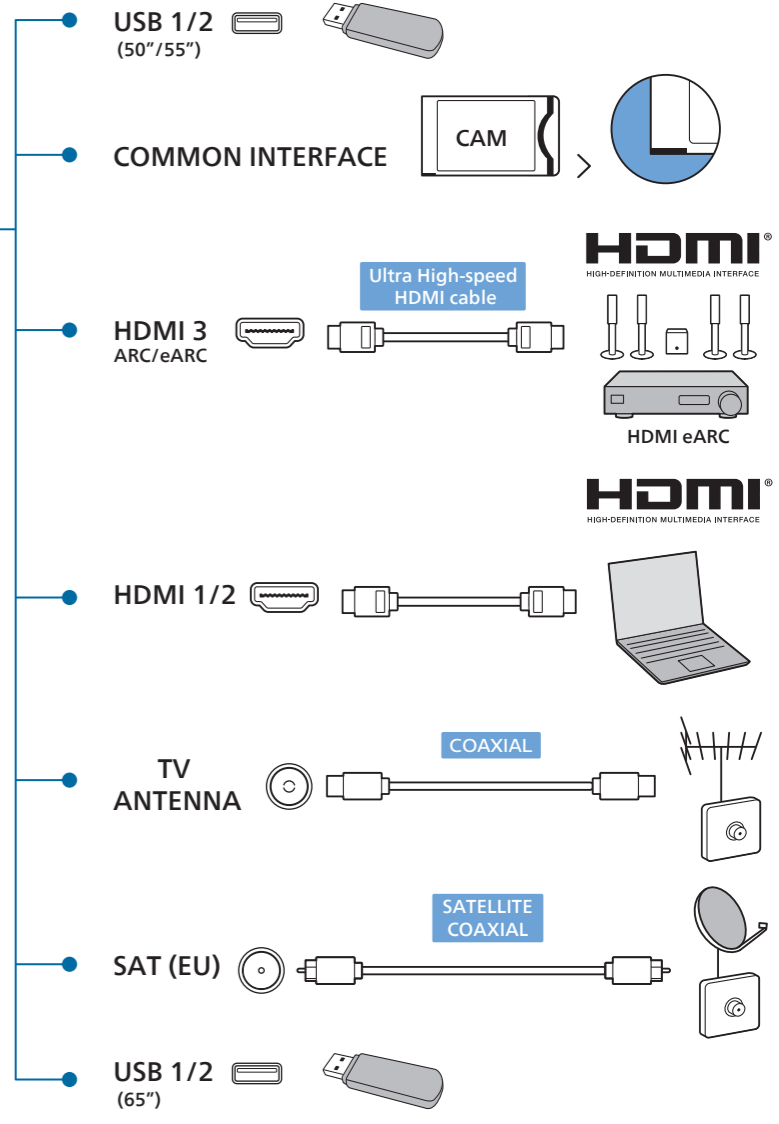 USB 1/2
(50”/55”)
COMMON INTERFACE
CAM
HDMI®
HIGH-DEFINITION MULTIMEDIA INTERFACE
Ultra High-speed
HDMI cable
HDMI 3
ARC/eARC
HDMI eARC
HDMI®
HIGH-DEFINITION MULTIMEDIA INTERFACE
HDMI 1/2
COAXIAL
TV
ANTENNA
SATELLITE
COAXIAL
SAT (EU)
USB 1/2
(65”)